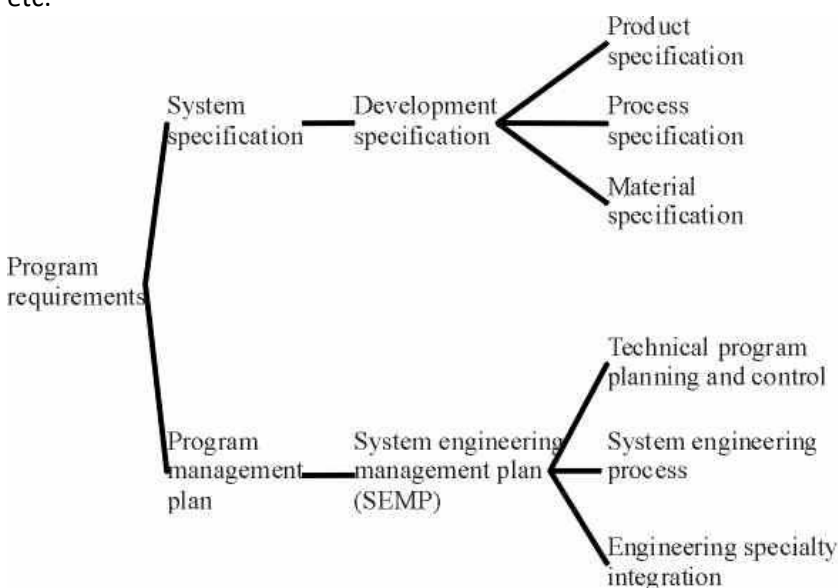 etc.
Product
specification
System
specification
Development
specification
Process
specification
Material
specification
Program
requirements
Technical program
planning and control
Program
management
plan
System engineering
management plan
(SEMP)
System engineering
process
Engineering specialty
integration